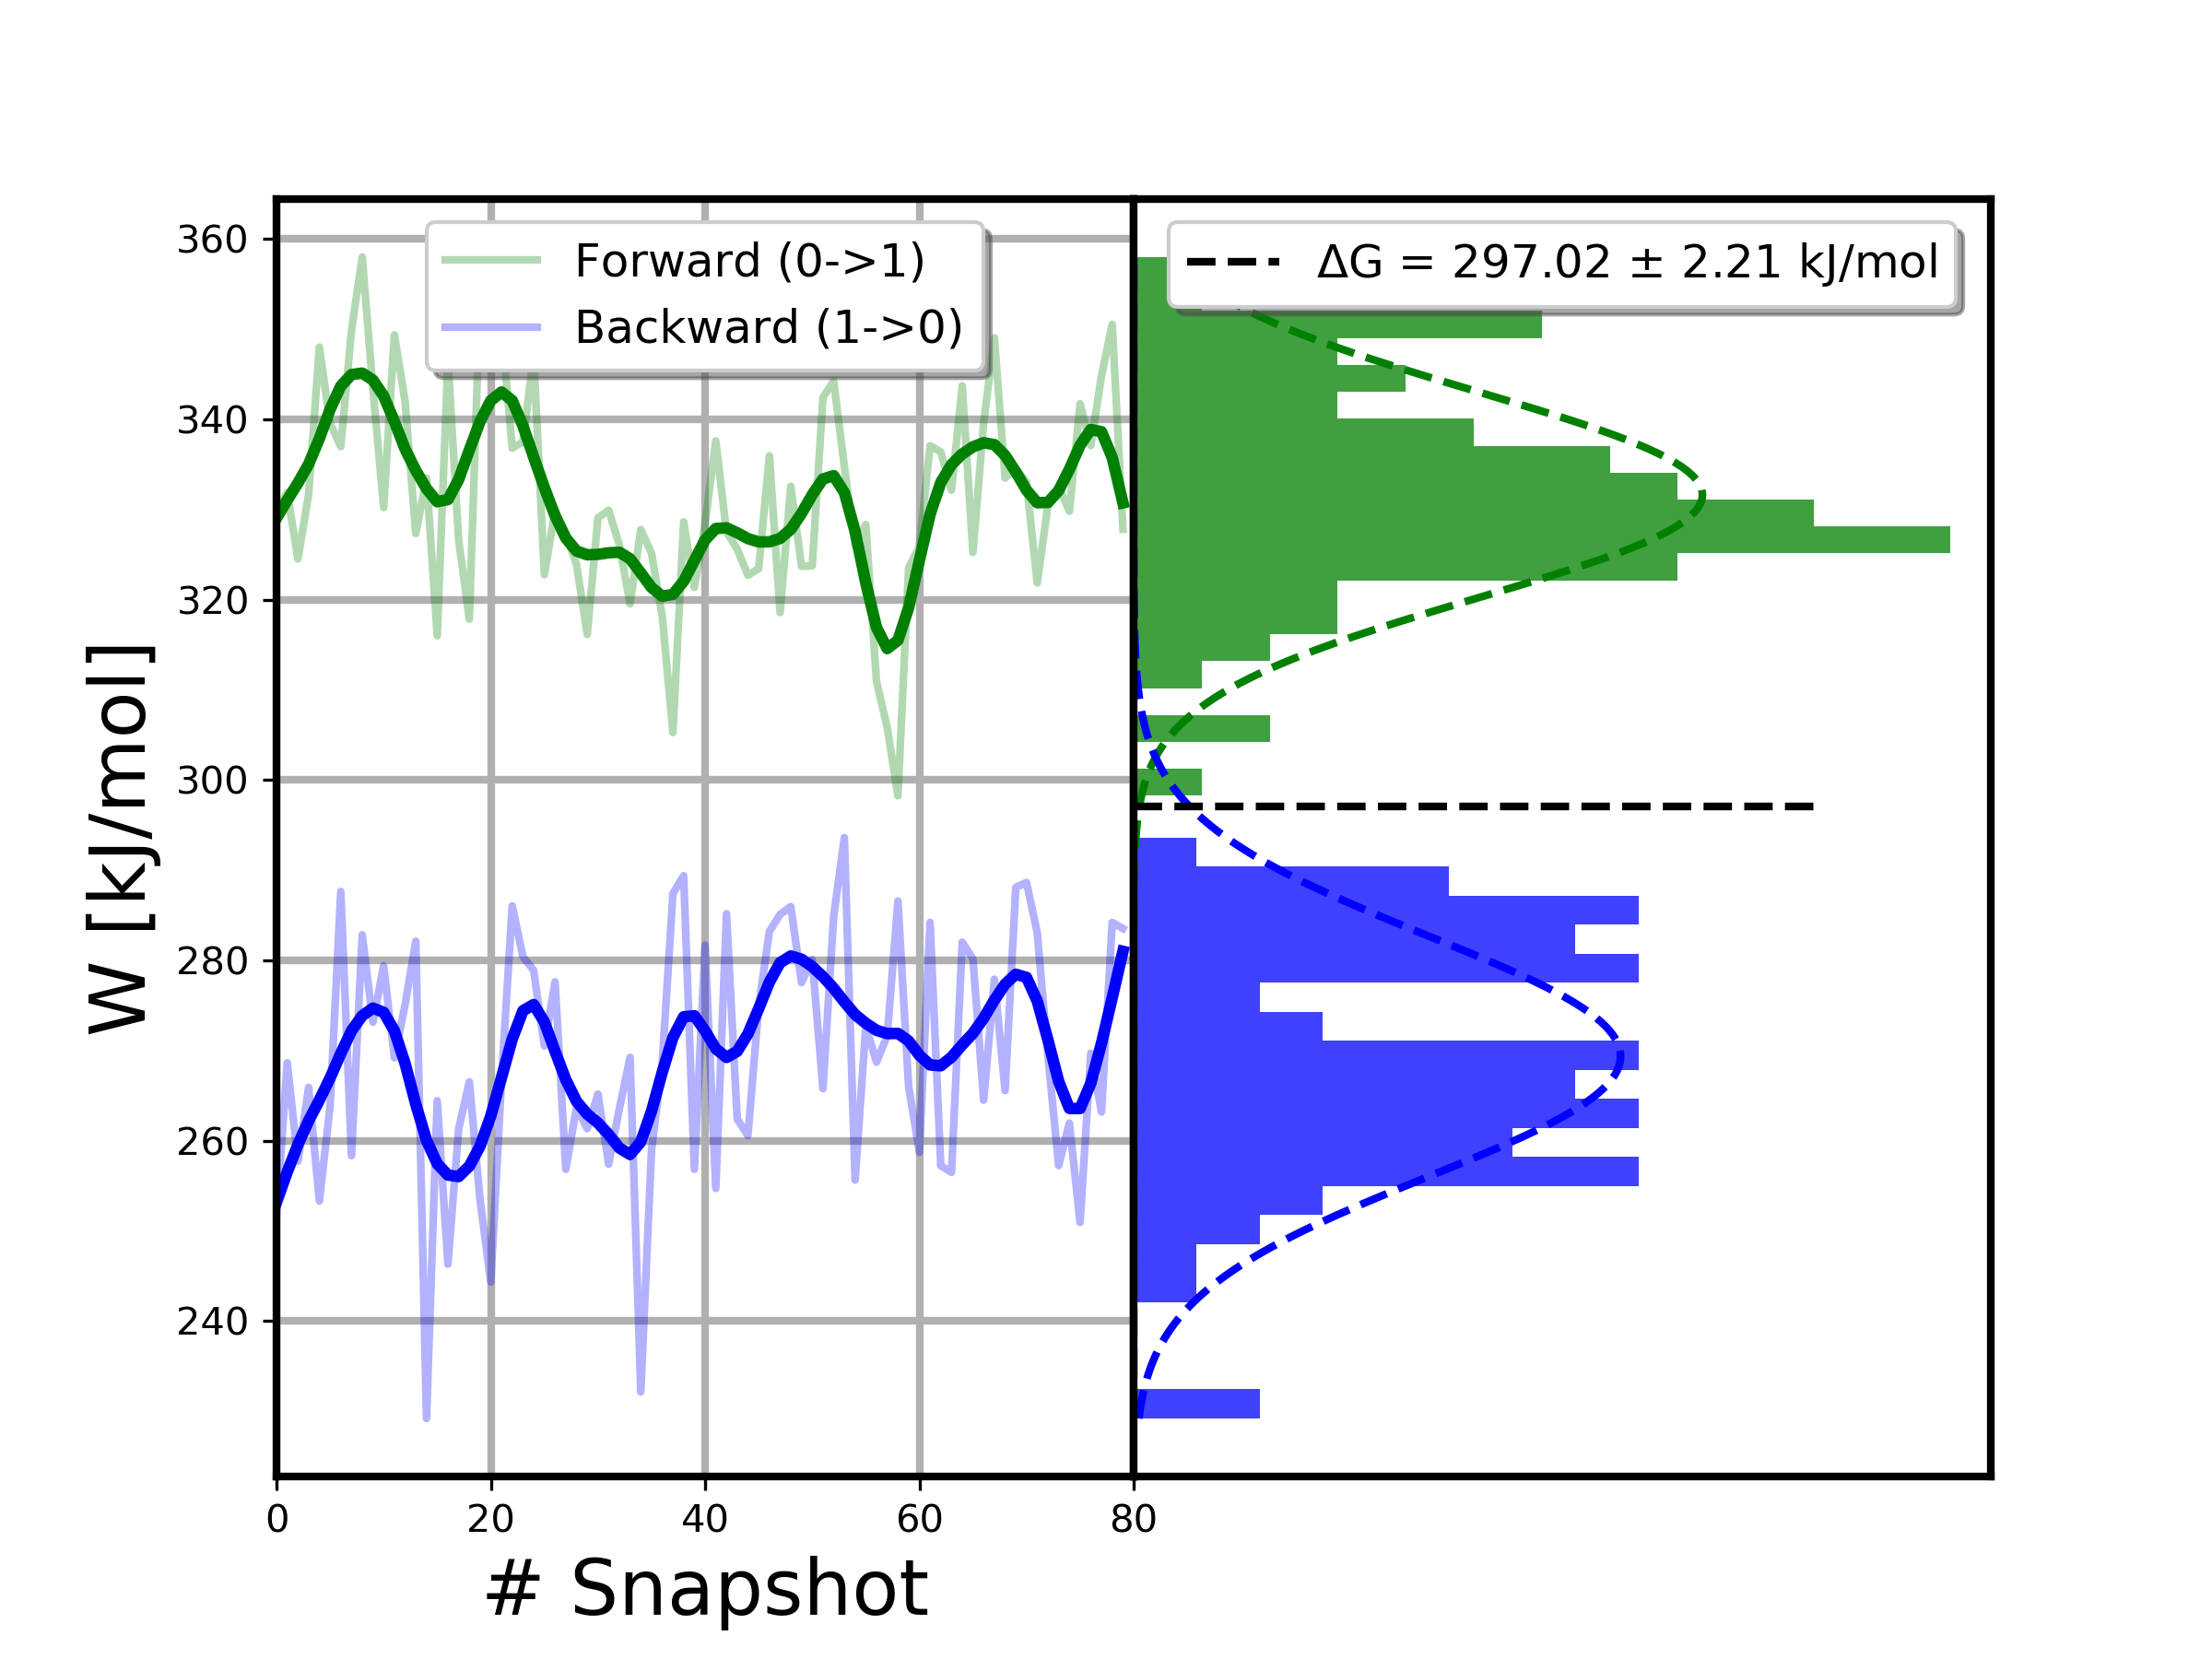 Forward (0->1)
Backward (1->0)
ΔG = 297.02 ± 2.21 kJ/mol
W [kJ/mol]
360
340
320
300
280
260
240
0 20 40 60 80
# Snapshot